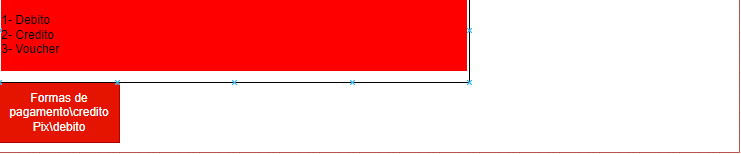 1- Debito
2- Credito
3- Voucher
Formas de
pagamento\credito
Pix\debito